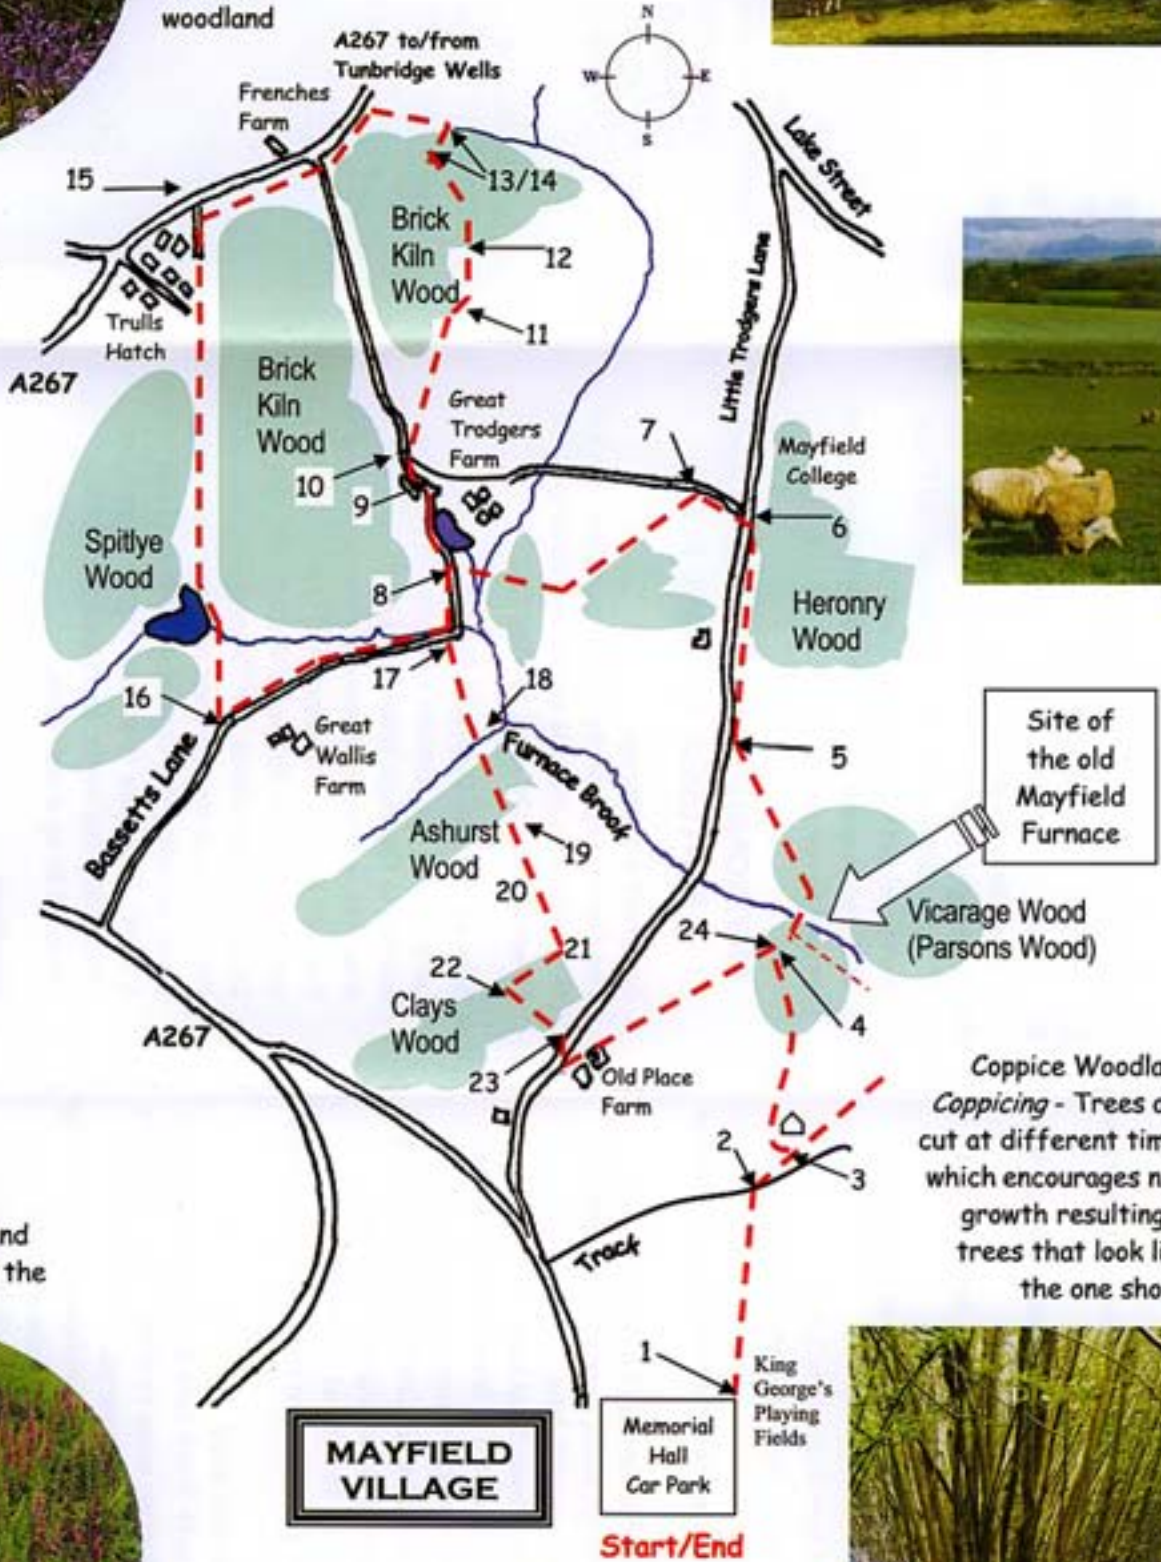 woodland
A267 to/from
Tunbridge Wells
N
W
E
S
Frenches
Farm
Lake Street
15
13/14
Brick
Kiln
Wood
12
11
Trulls
Hatch
A267
Little Trodgers Lane
Brick
Kiln
Wood
Great
Trodgers
Farm
7
Mayfield
College
10
9
6
Spitlye
Wood
8
Heronry
Wood
17
18
16
Great
Wallis
Farm
Bassetts Lane
Furnace Brook
5
Site of
the old
Mayfield
Furnace
Ashurst
Wood
19
20
Vicarage Wood
(Parsons Wood)
24
21
22
Clays
Wood
4
A267
23
Old Place
Farm
Coppice Woodla
Coppicing - Trees c
cut at different tim
which encourages n
growth resulting
trees that look li
the one sho
2
3
nd
the
Track
1
King
George's
Playing
Fields
Memorial
Hall
Car Park
MAYFIELD
VILLAGE
Start/End